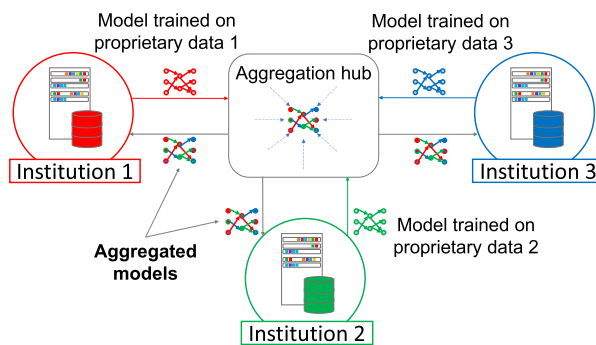 Model trained on
proprietary data 1
Model trained on
proprietary data 3
Aggregation hub
Institution 1
Institution 3
Aggregated
models
Model trained on
proprietary data 2
Institution 2